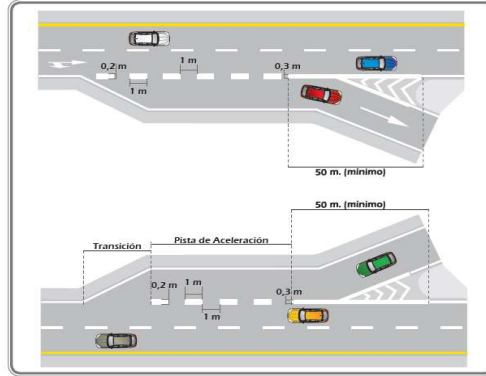 0,2 m
1 m
0,3 m
1 m
50 m. (mínimo)
50 m. (mínimo)
Transición
Pista de Aceleración
0,2 m
1 m
0,3 m
1 m